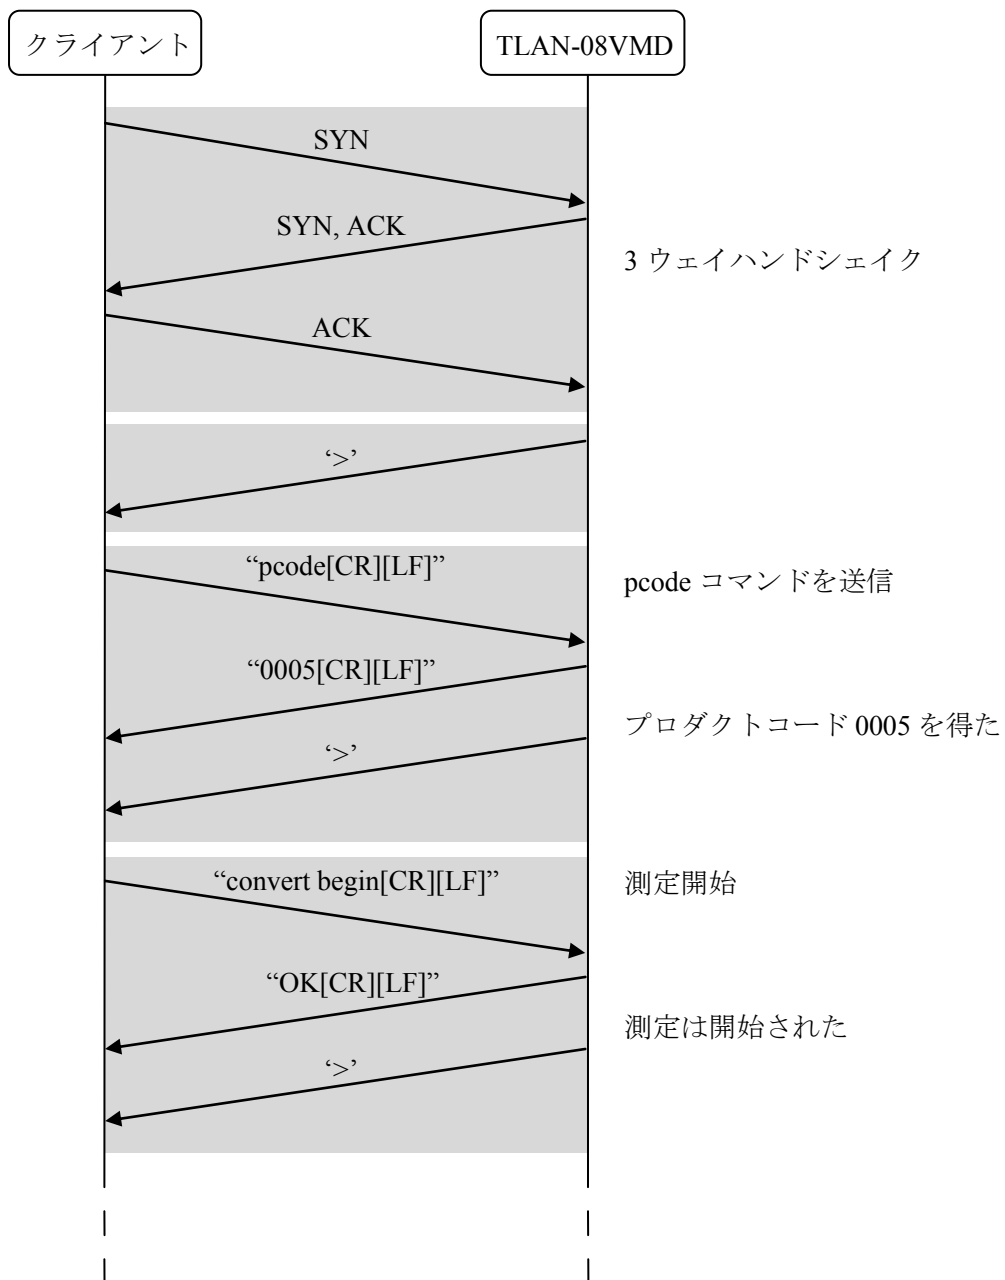 クライアント
TLAN-08VMD
SYN
SYN, ACK
3 ウェイハンドシェイク
ACK
‘>’
“pcode[CR][LF]”
pcode コマンドを送信
“0005[CR][LF]”
プロダクトコード 0005 を得た
‘>’
“convert begin[CR][LF]”
測定開始
“OK[CR][LF]”
測定は開始された
‘>’